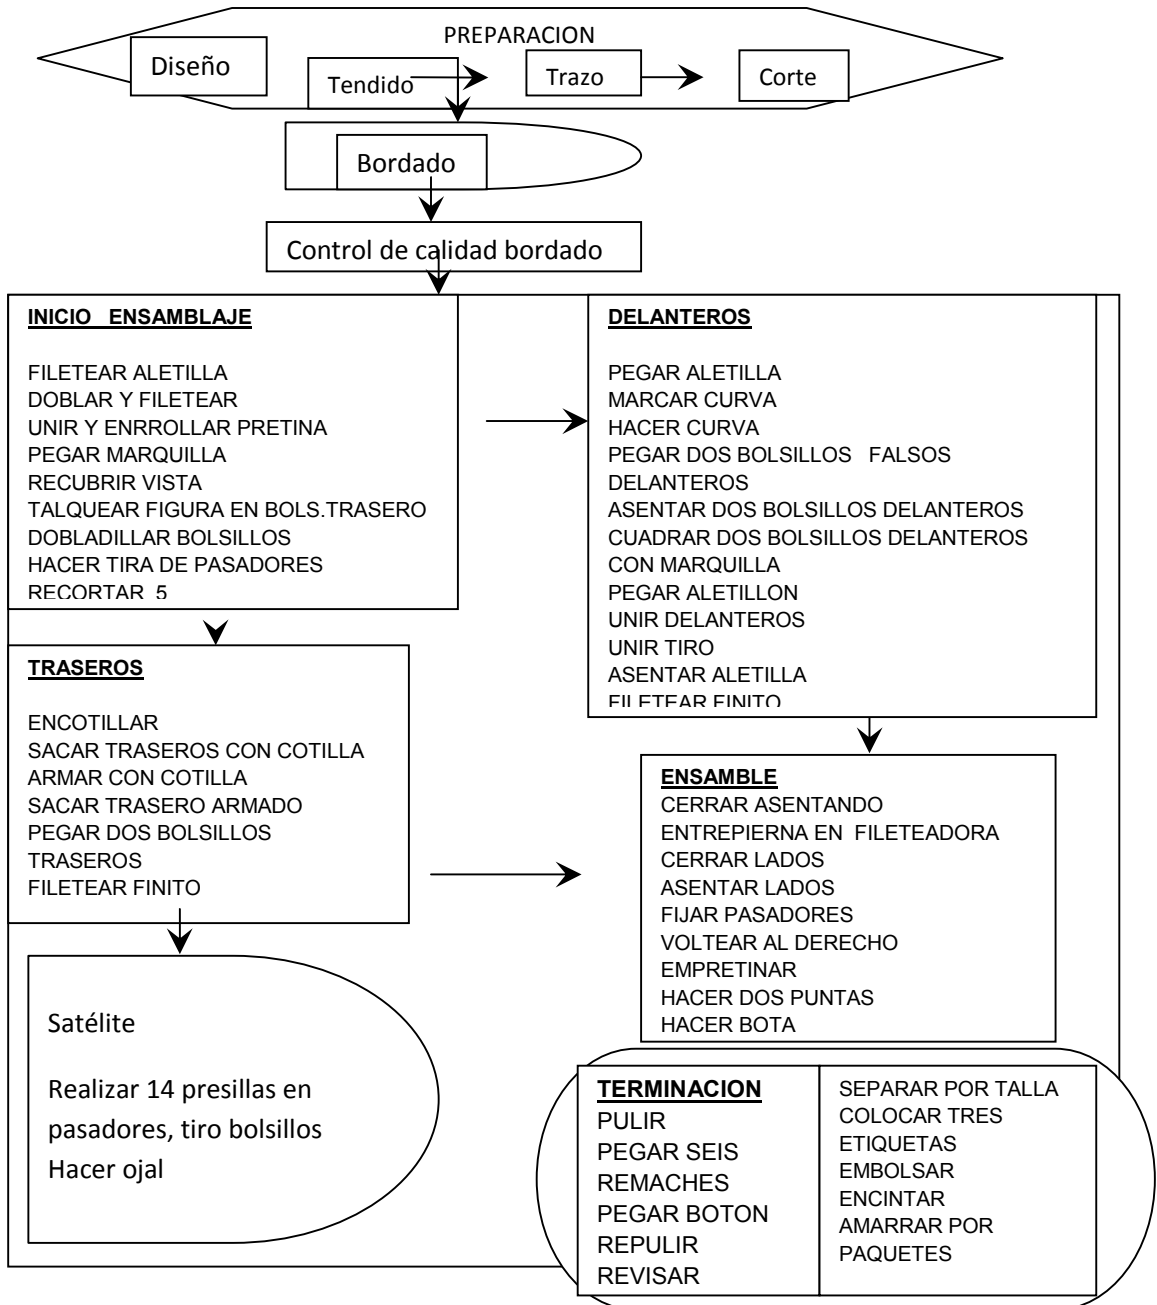 PREPARACION
Diseño
Tendido
Trazo
Corte
Bordado
Control de calidad bordado
INICIO ENSAMBLAJE
FILETEAR ALETILLA
DOBLAR Y FILETEAR
UNIR Y ENRROLLAR PRETINA
PEGAR MARQUILLA
RECUBRIR VISTA
TALQUEAR FIGURA EN BOLS.TRASERO
DOBLADILLAR BOLSILLOS
HACER TIRA DE PASADORES
RECORTAR 5
DELANTEROS
PEGAR ALETILLA
MARCAR CURVA
HACER CURVA
PEGAR DOS BOLSILLOS FALSOS
DELANTEROS
ASENTAR DOS BOLSILLOS DELANTEROS
CUADRAR DOS BOLSILLOS DELANTEROS
CON MARQUILLA
PEGAR ALETILLON
UNIR DELANTEROS
UNIR TIRO
ASENTAR ALETILLA
FILETEAR FINITO
TRASEROS
ENCOTILLAR
SACAR TRASEROS CON COTILLA
ARMAR CON COTILLA
SACAR TRASERO ARMADO
PEGAR DOS BOLSILLOS
TRASEROS
FILETEAR FINITO
ENSAMBLE
CERRAR ASENTANDO
ENTREPIERNA EN FILETEADORA
CERRAR LADOS
ASENTAR LADOS
FIJAR PASADORES
VOLTEAR AL DERECHO
EMPRETINAR
HACER DOS PUNTAS
HACER BOTA
Satélite
Realizar 14 presillas en
pasadores, tiro bolsillos
Hacer ojal
TERMINACION
PULIR
PEGAR SEIS
REMACHES
PEGAR BOTON
REPULIR
REVISAR
SEPARAR POR TALLA
COLOCAR TRES
ETIQUETAS
EMBOLSAR
ENCINTAR
AMARRAR POR
PAQUETES